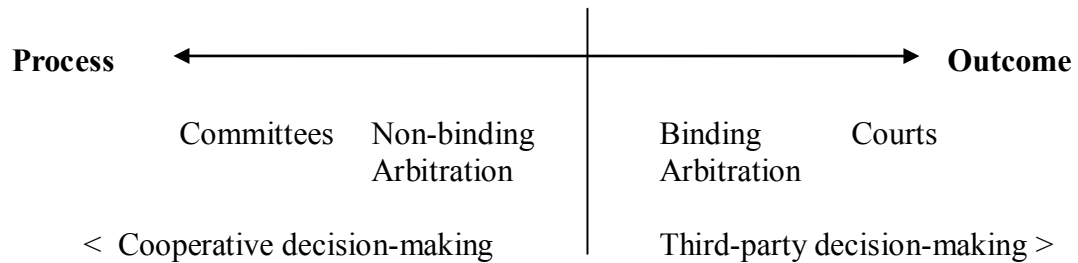 Process Outcome
Committees Non-binding Arbitration Binding Arbitration Courts
< Cooperative decision-making Third-party decision-making >